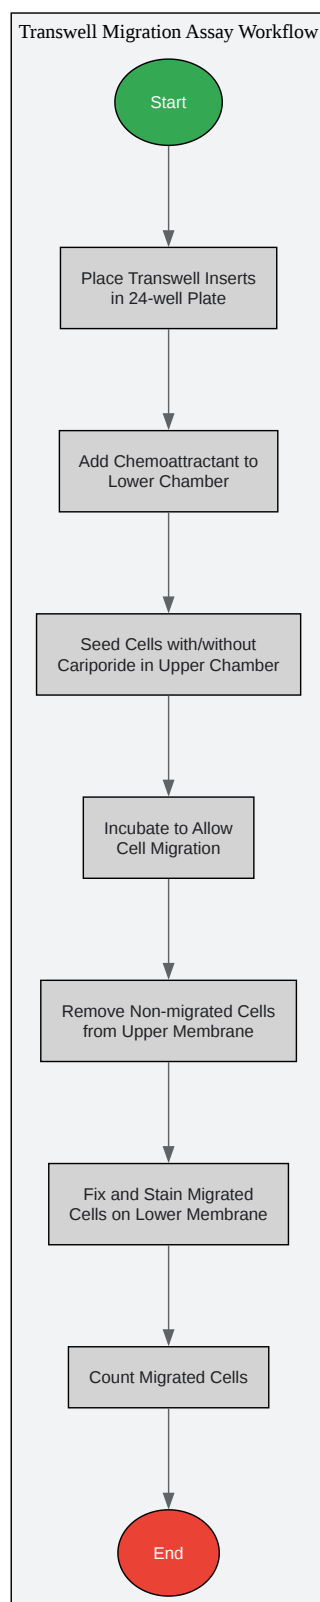 Transwell Migration Assay Workflow
Start
Place Transwell Inserts
in 24-well Plate
Add Chemoattractant to
Lower Chamber
Seed Cells with/without
Cariporide in Upper Chamber
Incubate to Allow
Cell Migration
Remove Non-migrated Cells
from Upper Membrane
Fix and Stain Migrated
Cells on Lower Membrane
Count Migrated Cells
End